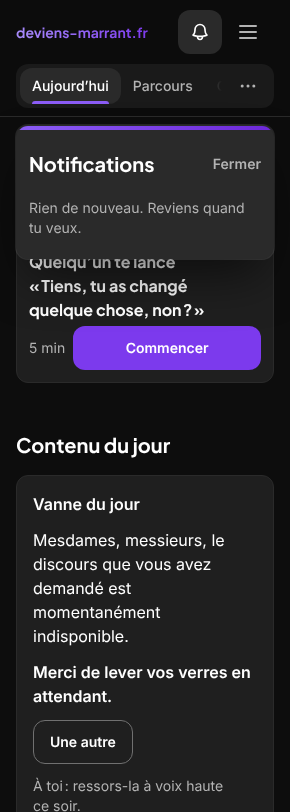 deviens-marrant.fr
Aujourd’hui
Parcours
Notifications
Fermer
Rien de nouveau. Reviens quand
tu veux.
Quelqu’un te lance
« Tiens, tu as changé
quelque chose, non ? »
5 min
Commencer
Contenu du jour
Vanne du jour
Mesdames, messieurs, le
discours que vous avez
demandé est
momentanément
indisponible.
Merci de lever vos verres en
attendant.
Une autre
À toi : ressors-la à voix haute
ce soir.